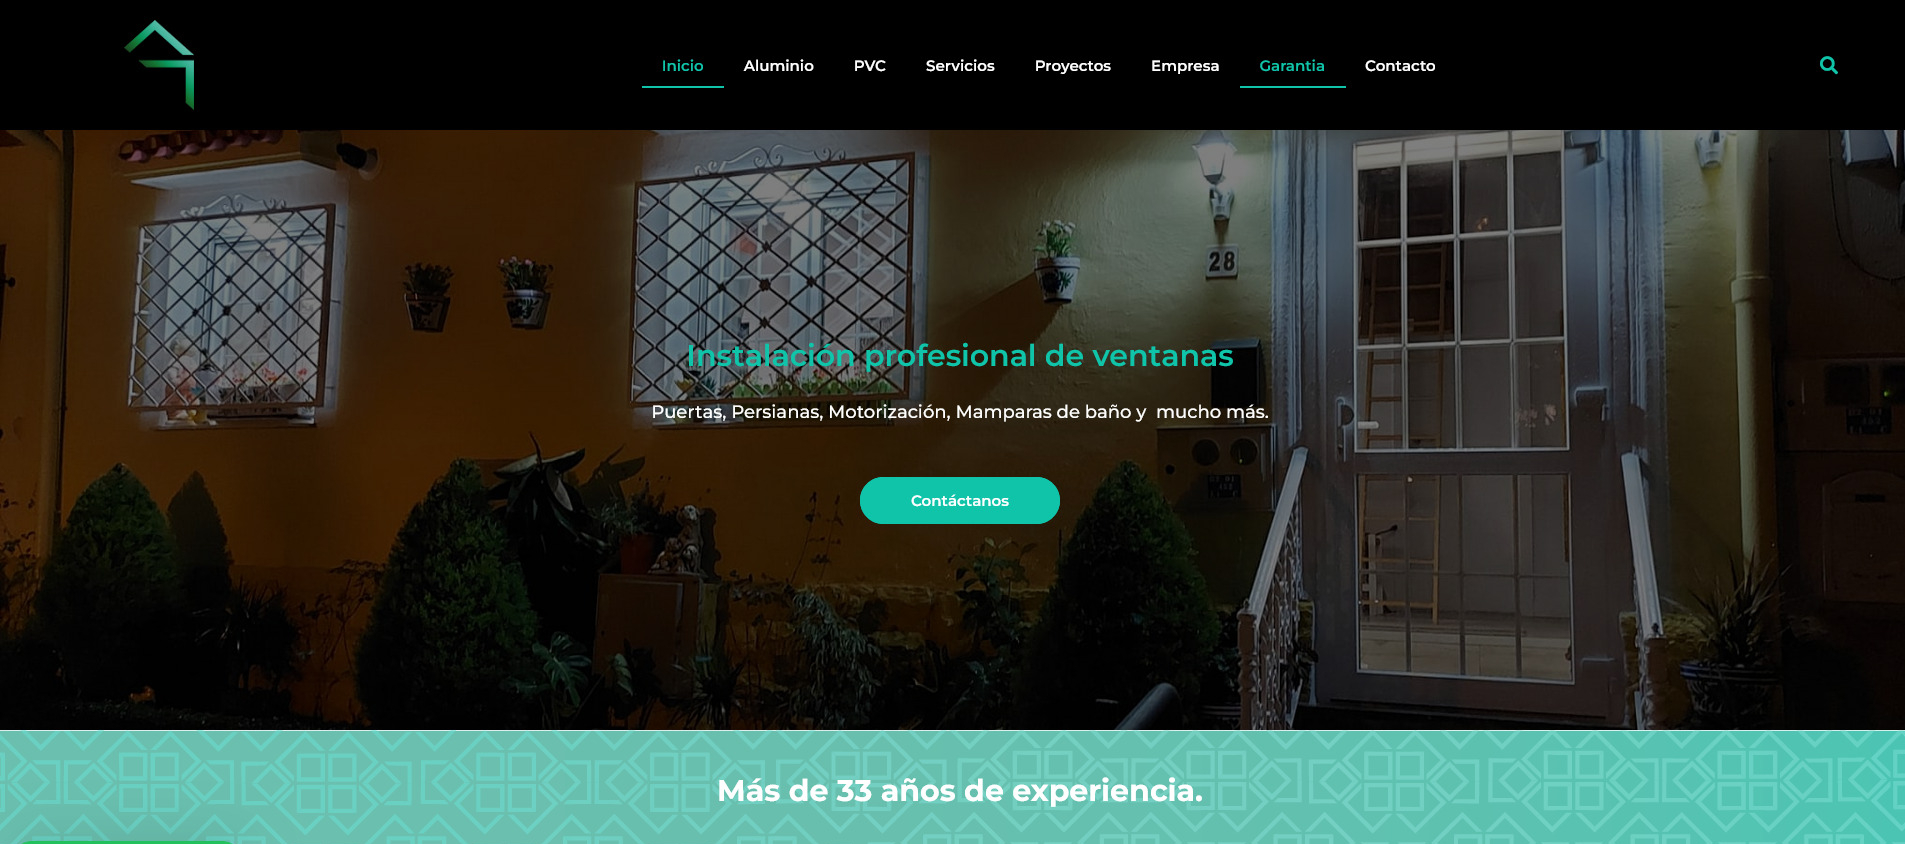 Inicio Aluminio PVC Servicios Proyectos Empresa Garantia Contacto
28
Instalación profesional de ventanas
Puertas, Persianas, Motorización, Mamparas de baño y  mucho más.
Contáctanos
Más de 33 años de experiencia.